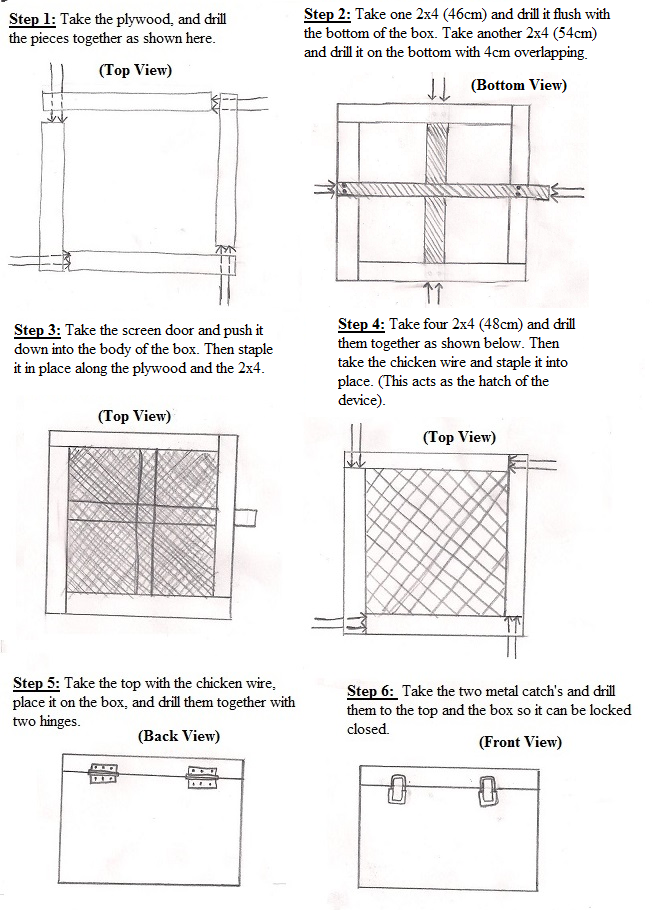 Step 1: Take the plywood, and drill
the pieces together as shown here.
(Top View)
Step 2: Take one 2x4 (46cm) and drill it flush with
the bottom of the box. Take another 2x4 (54cm)
and drill it on the bottom with 4cm overlapping.
(Bottom View)
Step 3: Take the screen door and push it
down into the body of the box. Then staple
it in place along the plywood and the 2x4.
(Top View)
Step 4: Take four 2x4 (48cm) and drill
them together as shown below. Then
take the chicken wire and staple it into
place. (This acts as the hatch of the
device).
(Top View)
Step 5: Take the top with the chicken wire,
place it on the box, and drill them together with
two hinges.
(Back View)
Step 6: Take the two metal catch's and drill
them to the top and the box so it can be locked
closed.
(Front View)